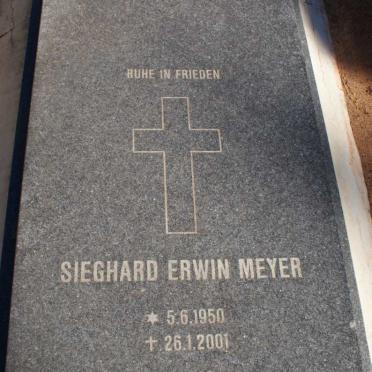 RUHE IN FRIEDEN
SIEGHARD ERWIN MEYER
* 5.6.1950
† 26.1.2001